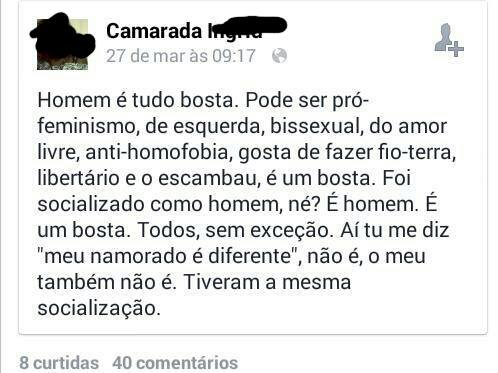 Camarada
27 de mar às 09:17
Homem é tudo bosta. Pode ser pró-
feminismo, de esquerda, bissexual, do amor
livre, anti-homofobia, gosta de fazer fio-terra,
libertário e o escambau, é um bosta. Foi
socializado como homem, né? É homem. É
um bosta. Todos, sem exceção. Aí tu me diz
"meu namorado é diferente", não é, o meu
também não é. Tiveram a mesma
socialização.
8 curtidas 40 comentários